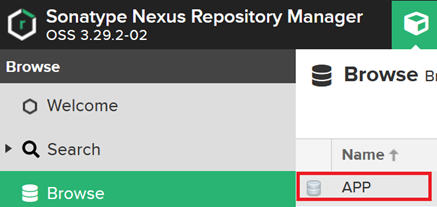 Sonatype Nexus Repository Manager
OSS 3.29.2-02
Browse
Welcome
Search
Browse
Browse
Name
APP